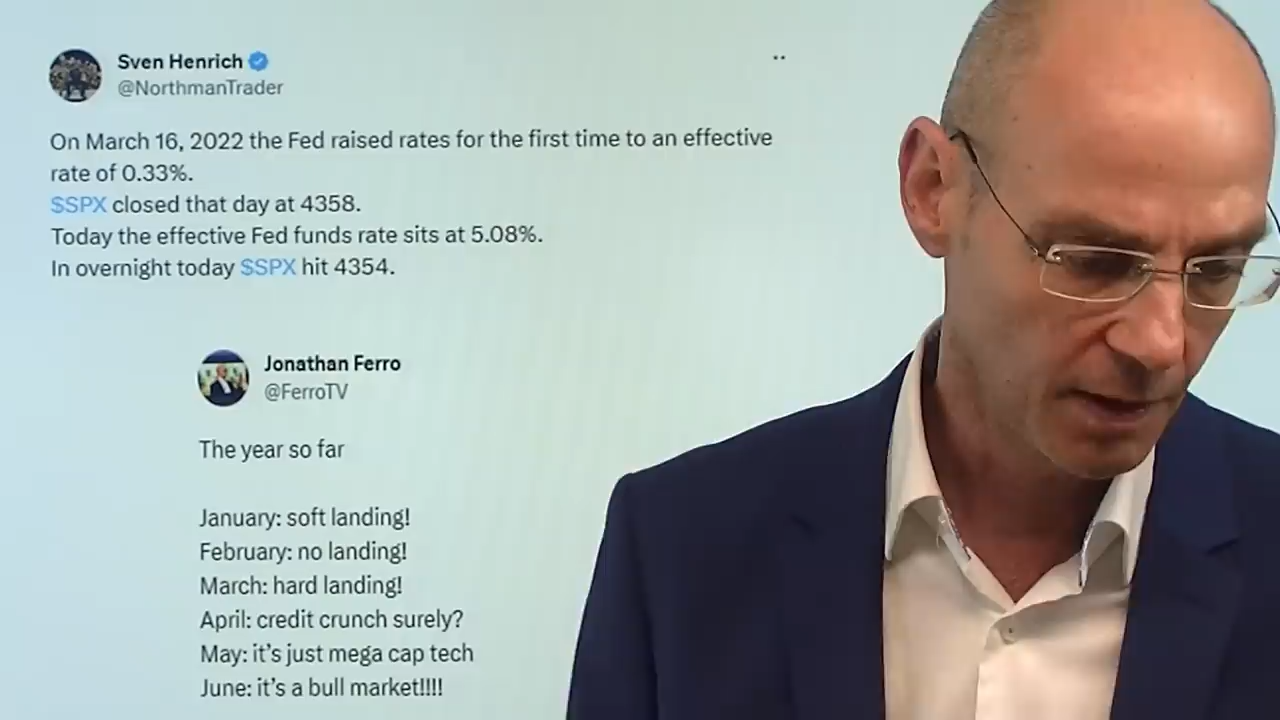 Sven Henrich
@NorthmanTrader
On March 16, 2022 the Fed raised rates for the first time to an effective
rate of 0.33%.
$SPX closed that day at 4358.
Today the effective Fed funds rate sits at 5.08%.
In overnight today $SPX hit 4354.
Jonathan Ferro
@FerroTV
The year so far
January: soft landing!
February: no landing!
March: hard landing!
April: credit crunch surely?
May: it's just mega cap tech
June: it's a bull market!!!!